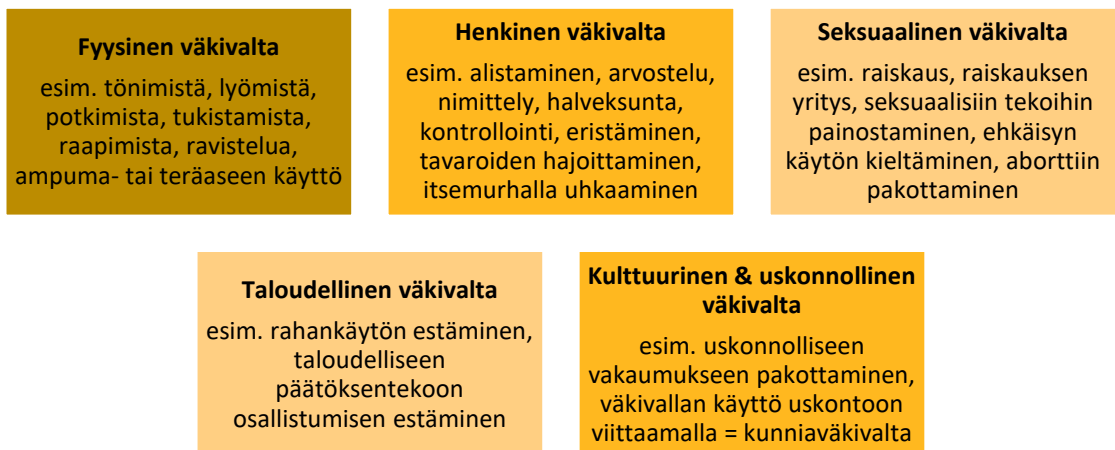 Fyysinen väkivalta
esim. tönimistä, lyömistä,
potkimista, tukistamista,
raapimista, ravistelua,
ampuma- tai teräaseen käyttö
Henkinen väkivalta
esim. alistaminen, arvostelu,
nimittely, halveksunta,
kontrollointi, eristäminen,
tavaroiden hajoittaminen,
itsemurhalla uhkaaminen
Seksuaalinen väkivalta
esim. raiskaus, raiskauksen
yritys, seksuaalisiin tekoihin
painostaminen, ehkäisyn
käytön kieltäminen, aborttiin
pakottaminen
Taloudellinen väkivalta
esim. rahankäytön estäminen,
taloudelliseen
päätöksentekoon
osallistumisen estäminen
Kulttuurinen & uskonnollinen
väkivalta
esim. uskonnolliseen
vakaumukseen pakottaminen,
väkivallan käyttö uskontoon
viittaamalla = kunniaväkivalta